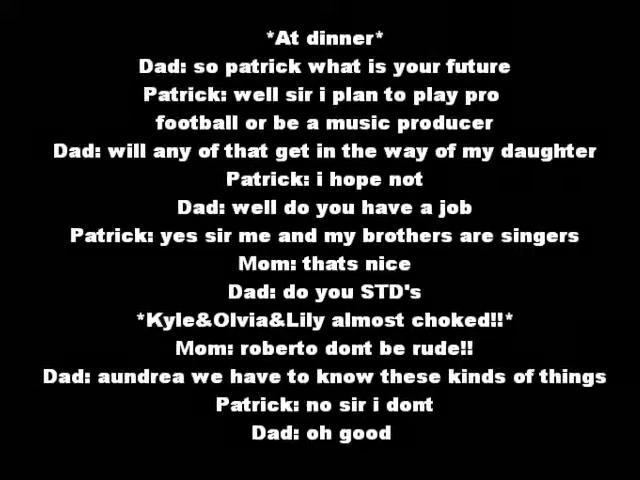 *At dinner*
Dad: so patrick what is your future
Patrick: well sir i plan to play pro
football or be a music producer
Dad: will any of that get in the way of my daughter
Patrick: i hope not
Dad: well do you have a job
Patrick: yes sir me and my brothers are singers
Mom: thats nice
Dad: do you STD's
*Kyle&Olvia&Lily almost choked!!*
Mom: roberto dont be rude!!
Dad: aundrea we have to know these kinds of things
Patrick: no sir i dont
Dad: oh good